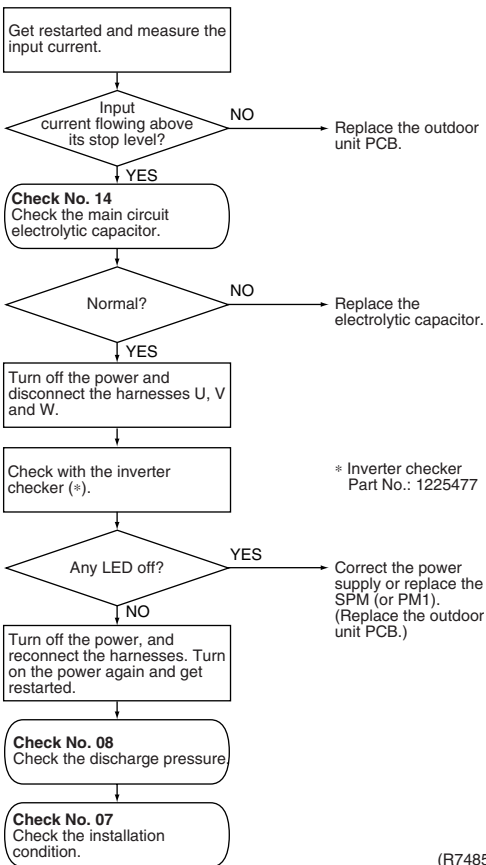 Get restarted and measure the
input current.
Input
current flowing above
its stop level?
NO
Replace the outdoor
unit PCB.
YES
Check No. 14
Check the main circuit
electrolytic capacitor.
Normal?
NO
Replace the
electrolytic capacitor.
YES
Turn off the power and
disconnect the harnesses U, V
and W.
Check with the inverter
checker (*).
* Inverter checker
Part No.: 1225477
Any LED off?
YES
Correct the power
supply or replace the
SPM (or PM1).
(Replace the outdoor
unit PCB.)
NO
Turn off the power, and
reconnect the harnesses. Turn
on the power again and get
restarted.
Check No. 08
Check the discharge pressure.
Check No. 07
Check the installation
condition.
(R7485